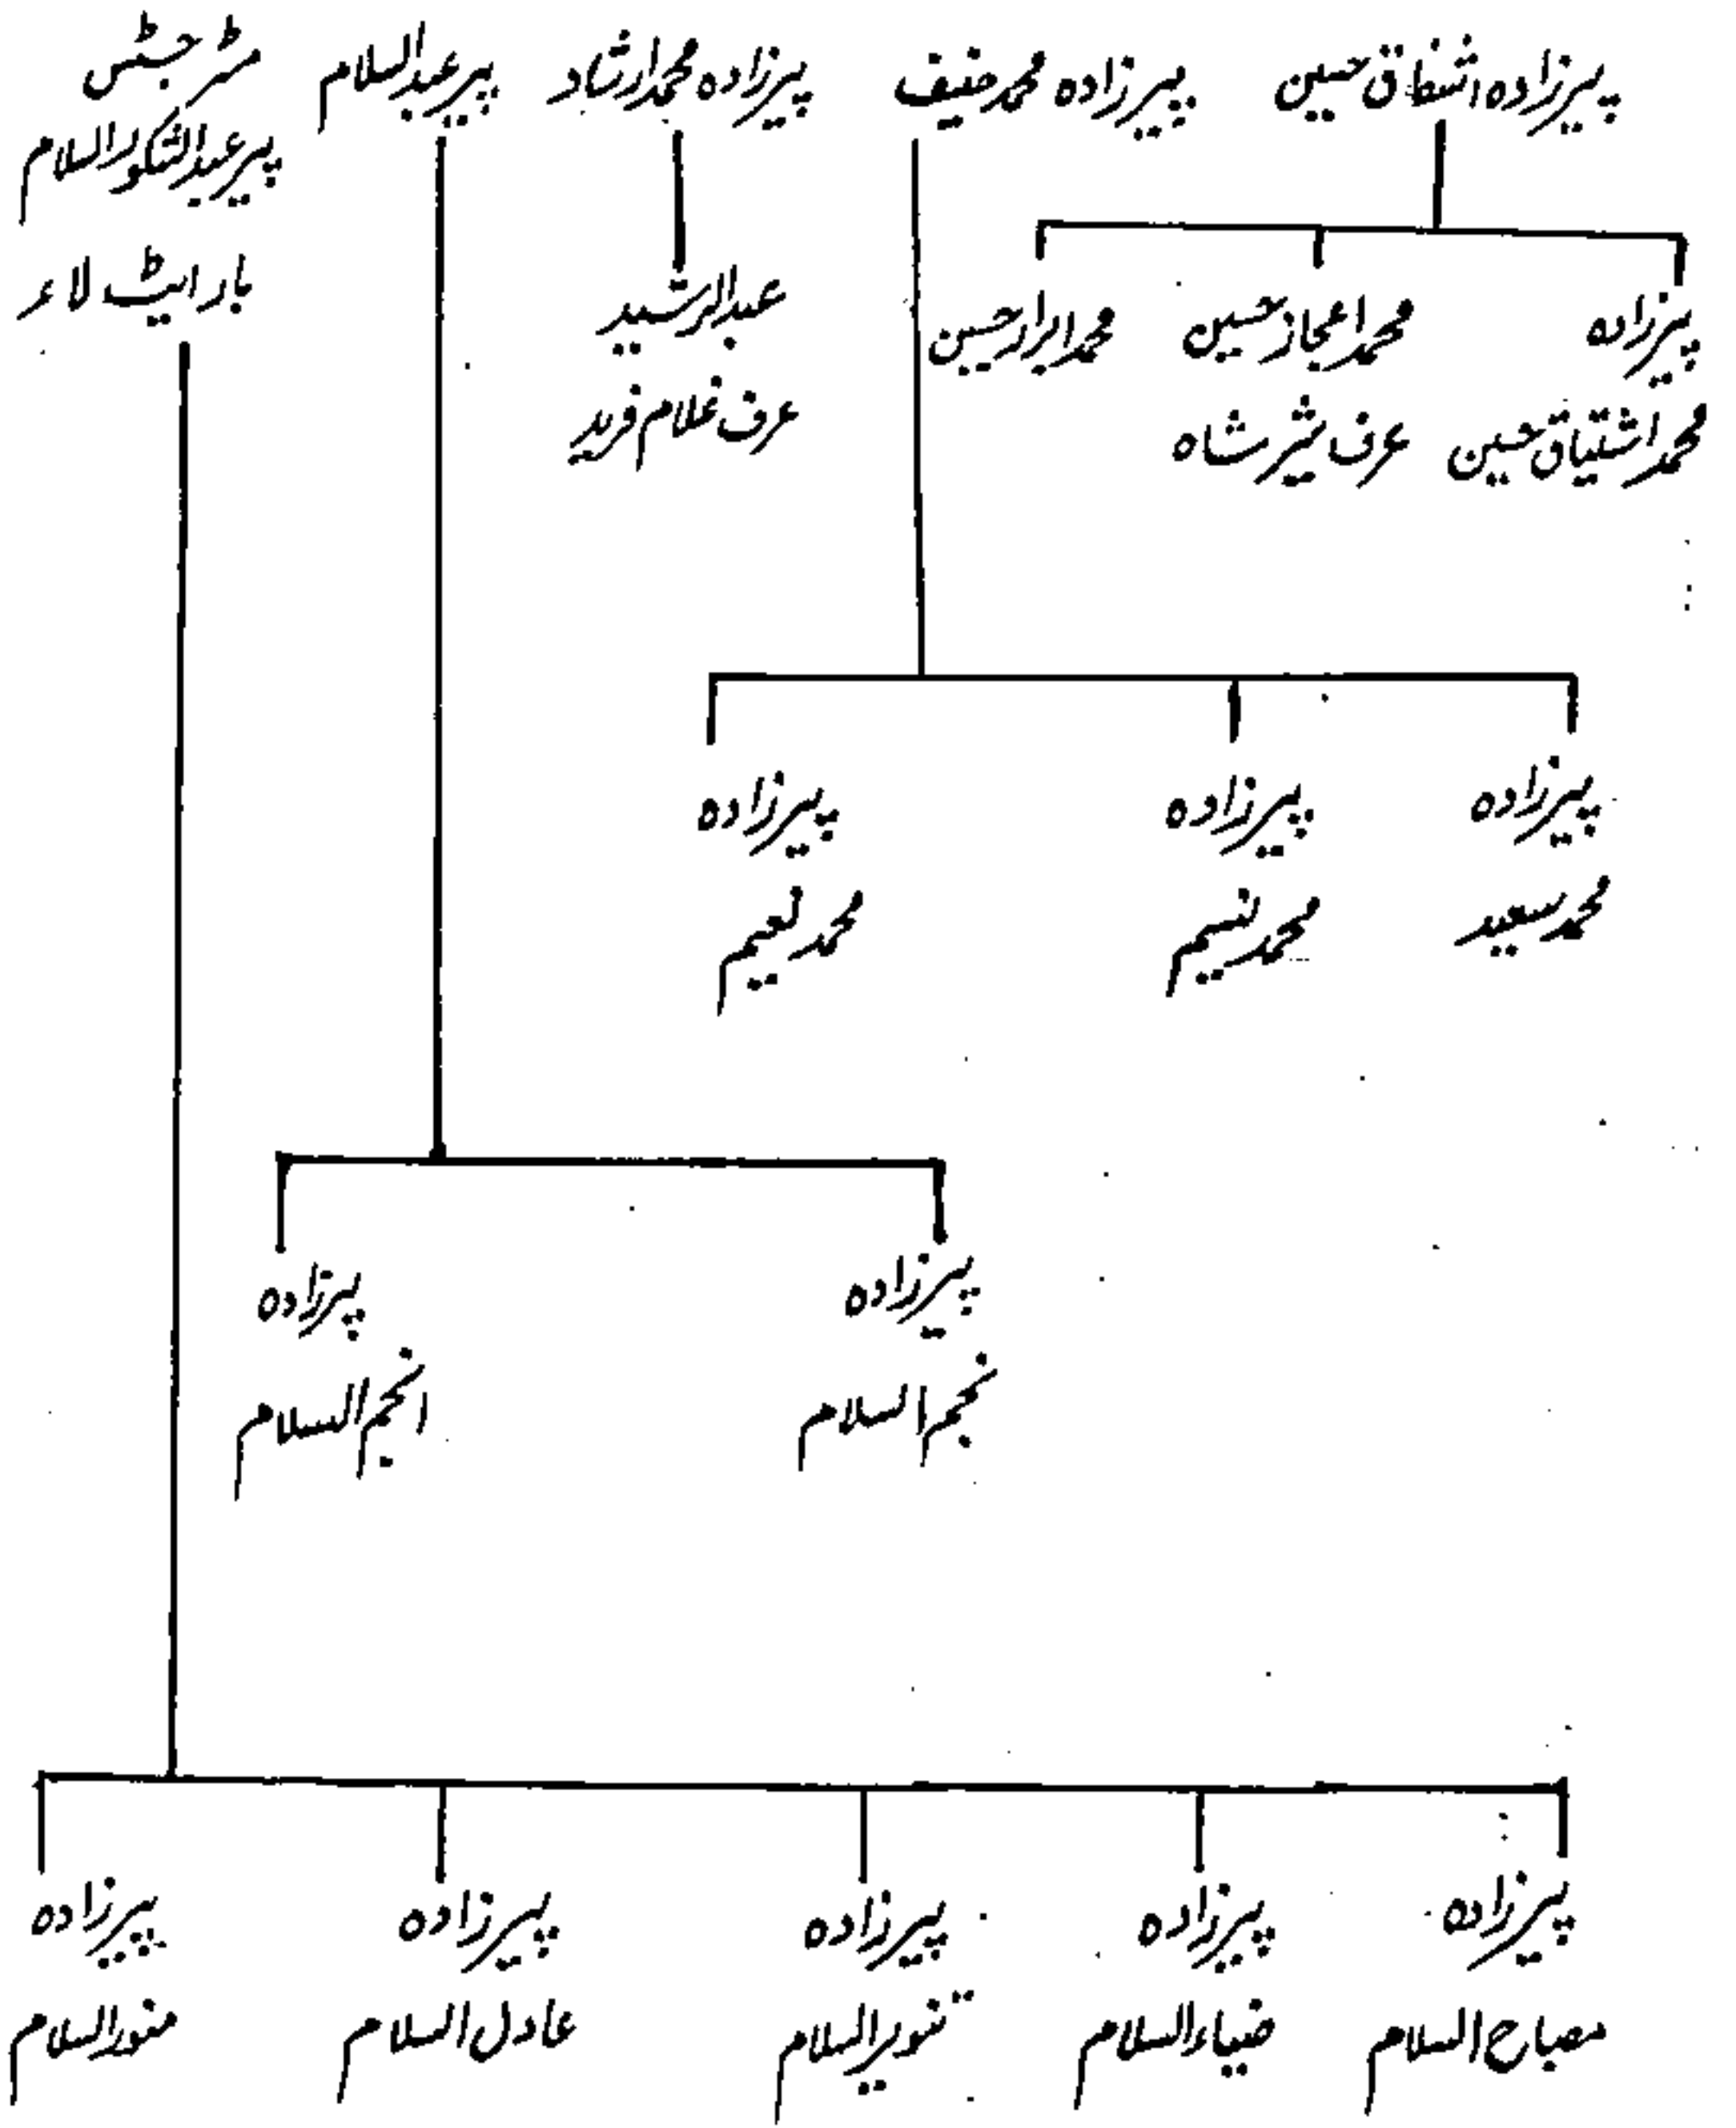 پیرزادہ اشفاق حسین
پیرزادہ محمد حنیف
پیرزادہ محمد ارشاد
پیر عبدالسلام
مسٹر جسٹس
پیر عبدالشکور السلام
بار ایٹ لاء
پیرزادہ
محمد اشتیاق حسین
محمد اعجاز حسین
عرف شیر شاہ
محمد ابرار حسین
عبدالرشید
عرف غلام فرید
پیرزادہ
محمد سعید
پیرزادہ
محمد نسیم
پیرزادہ
محمد نعیم
پیرزادہ
نجم السلام
پیرزادہ
انجم السلام
پیرزادہ
مصباح السلام
پیرزادہ
ضیاء السلام
پیرزادہ
تنویر السلام
پیرزادہ
عادل السلام
پیرزادہ
منور السلام